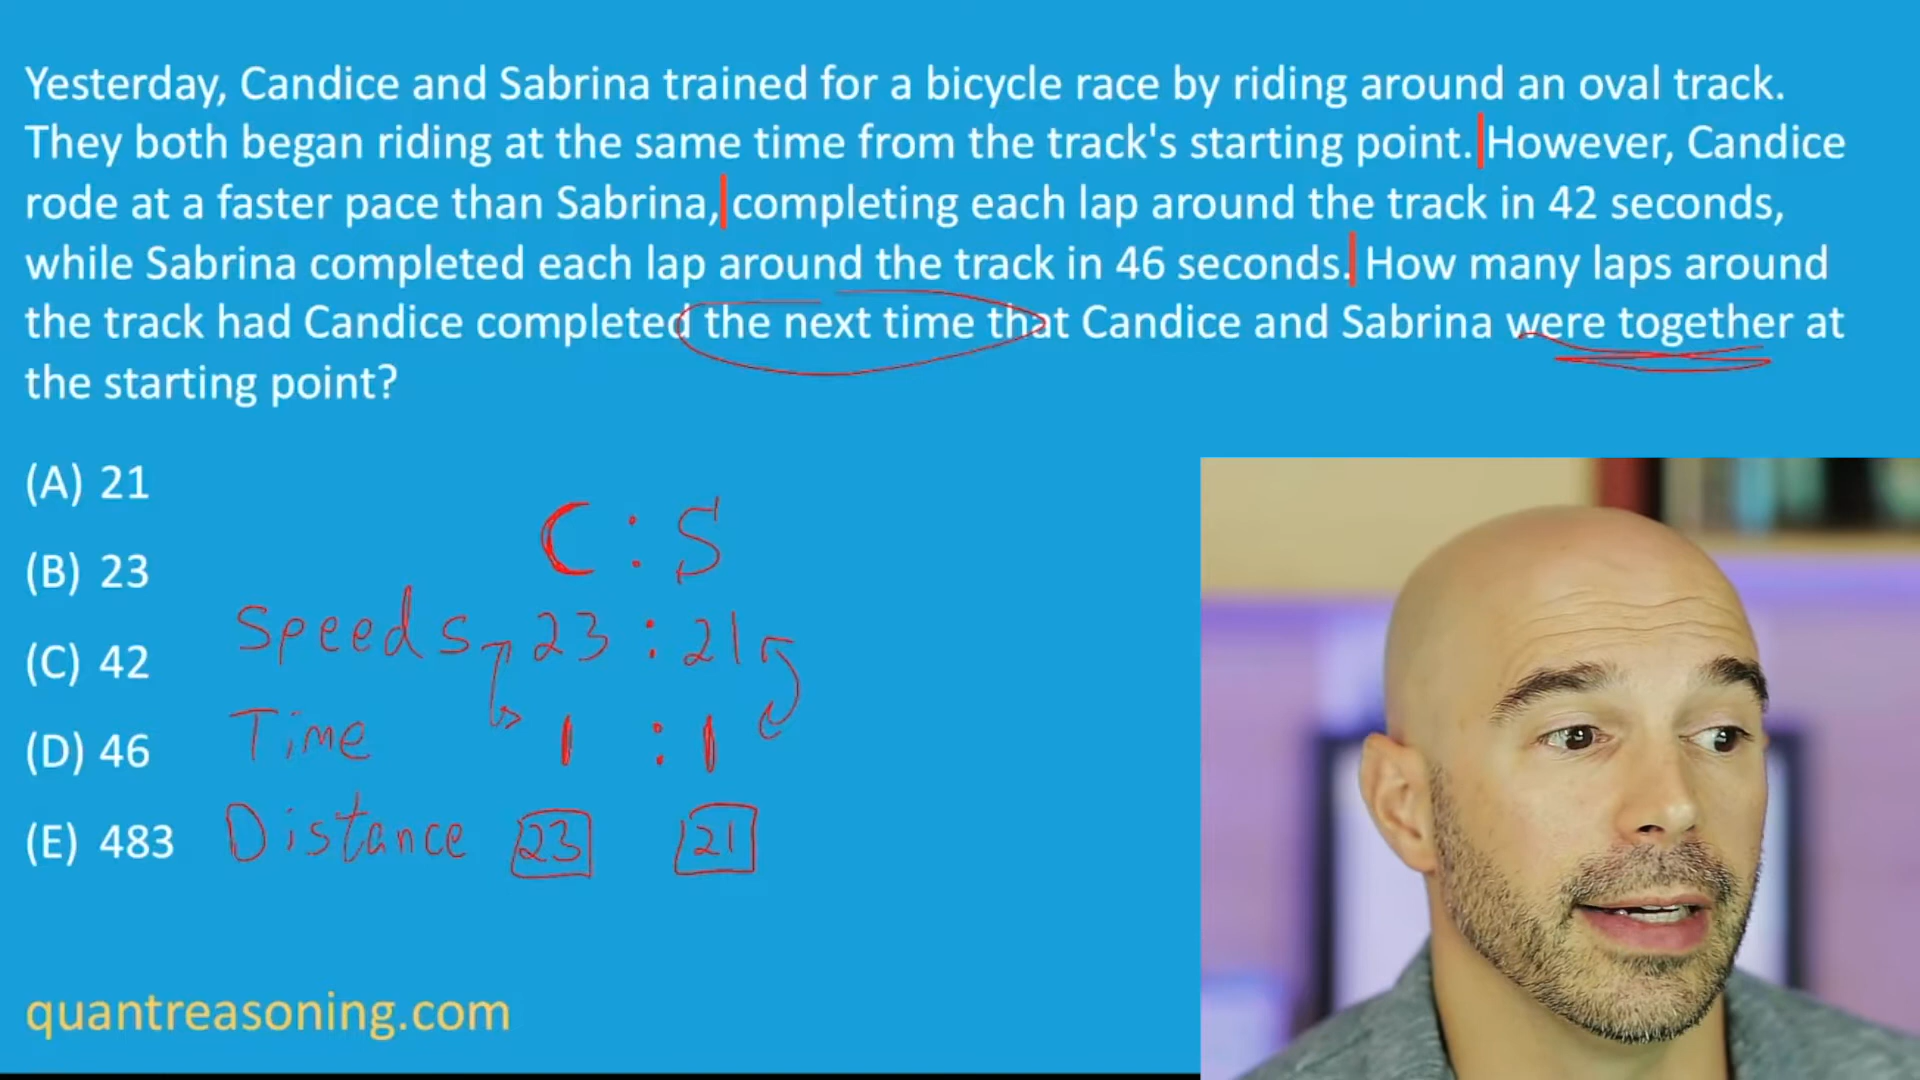 Yesterday, Candice and Sabrina trained for a bicycle race by riding around an oval track.
They both began riding at the same time from the track's starting point. However, Candice
rode at a faster pace than Sabrina, completing each lap around the track in 42 seconds,
while Sabrina completed each lap around the track in 46 seconds. How many laps around
the track had Candice completed the next time that Candice and Sabrina were together at
the starting point?
(A) 21
(B) 23
(C) 42
(D) 46
(E) 483
C : S
Speeds 23 : 21
Time 1 : 1
Distance 23 21
quantreasoning.com